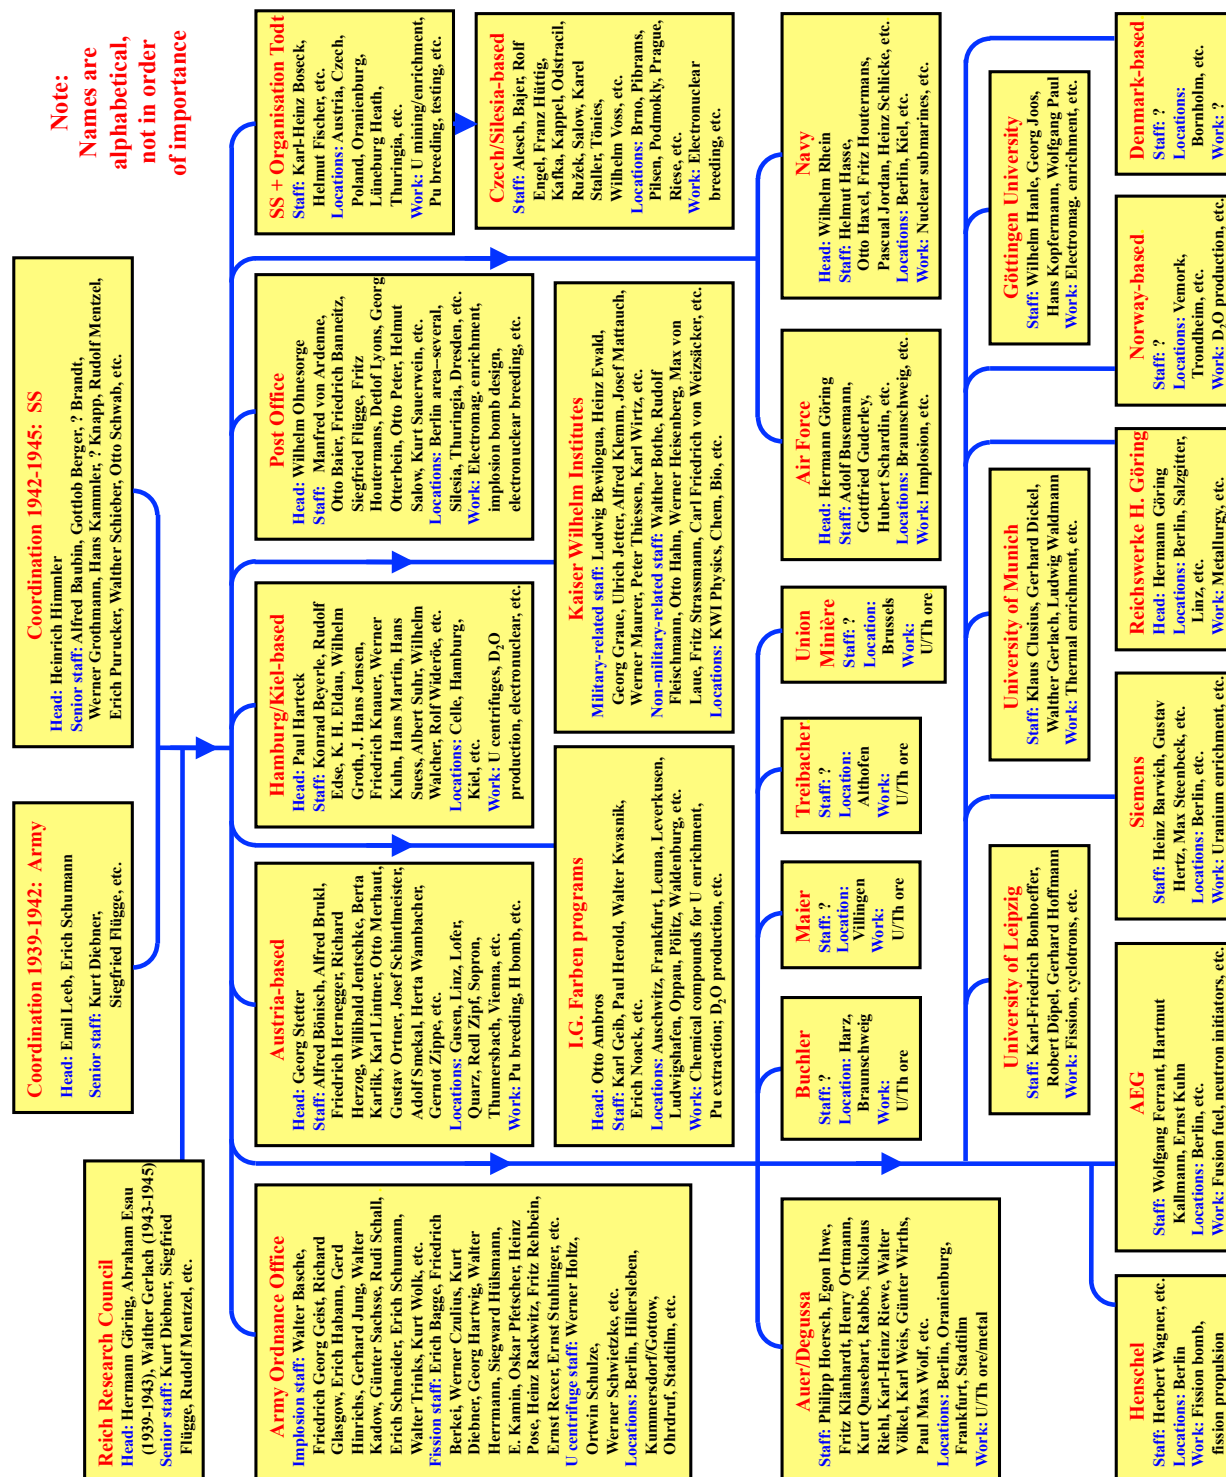 Note:
Names are
alphabetical,
not in order
of importance
Reich Research Council
Head: Hermann Göring, Abraham Esau
(1939-1943), Walther Gerlach (1943-1945)
Senior staff: Kurt Diebner, Siegfried
Flügge, Rudolf Mentzel, etc.
Coordination 1939-1942: Army
Head: Emil Leeb, Erich Schumann
Senior staff: Kurt Diebner,
Siegfried Flügge, etc.
Coordination 1942-1945: SS
Head: Heinrich Himmler
Senior staff: Alfred Baubin, Gottlob Berger, ? Brandt,
Werner Grothmann, Hans Kammler, ? Knapp, Rudolf Mentzel,
Erich Purucker, Walther Schieber, Otto Schwab, etc.
Army Ordnance Office
Implosion staff: Walter Basche,
Friedrich Georg Geist, Richard
Glasgow, Erich Habann, Gerd
Hinrichs, Gerhard Jung, Walter
Kadow, Günter Sachsse, Rudi Schall,
Erich Schneider, Erich Schumann,
Walter Trinks, Kurt Wolk, etc.
Fission staff: Erich Bagge, Friedrich
Berkei, Werner Czulius, Kurt
Diebner, Georg Hartwig, Walter
Herrmann, Siegward Hülsmann,
E. Kamin, Oskar Pfetscher, Heinz
Pose, Heinz Rackwitz, Fritz Rehbein,
Ernst Rexer, Ernst Stuhlinger, etc.
U centrifuge staff: Werner Holtz,
Ortwin Schulze,
Werner Schwietzke, etc.
Locations: Berlin, Hillersleben,
Kummersdorf/Gottow,
Ohrdruf, Stadtilm, etc.
Austria-based
Head: Georg Stetter
Staff: Alfred Bönisch, Alfred Brukl,
Friedrich Hernegger, Richard
Herzog, Willibald Jentschke, Berta
Karlik, Karl Lintner, Otto Merhaut,
Gustav Ortner, Josef Schintlmeister,
Adolf Smekal, Herta Wambacher,
Gernot Zippe, etc.
Locations: Gusen, Linz, Lofer,
Quarz, Redl Zipf, Sopron,
Thumersbach, Vienna, etc.
Work: Pu breeding, H bomb, etc.
Hamburg/Kiel-based
Head: Paul Harteck
Staff: Konrad Beyerle, Rudolf
Edse, K. H. Eldau, Wilhelm
Groth, J. Hans Jensen,
Friedrich Knauer, Werner
Kuhn, Hans Martin, Hans
Suess, Albert Suhr, Wilhelm
Walcher, Rolf Wideröe, etc.
Locations: Celle, Hamburg,
Kiel, etc.
Work: U centrifuges, D2O
production, electronuclear, etc.
Post Office
Head: Wilhelm Ohnesorge
Staff: Manfred von Ardenne,
Otto Baier, Friedrich Banneitz,
Siegfried Flügge, Fritz
Houtermans, Detlof Lyons, Georg
Otterbein, Otto Peter, Helmut
Salow, Kurt Sauerwein, etc.
Locations: Berlin area–several,
Silesia, Thuringia, Dresden, etc.
Work: Electromag. enrichment,
implosion bomb design,
electronuclear breeding, etc.
SS + Organisation Todt
Staff: Karl-Heinz Boseck,
Helmut Fischer, etc.
Locations: Austria, Czech,
Poland, Oranienburg,
Lüneburg Heath,
Thuringia, etc.
Work: U mining/enrichment,
Pu breeding, testing, etc.
Czech/Silesia-based
Staff: Alesch, Bajer, Rolf
Engel, Franz Hüttig,
Kafka, Kappel, Odstracil,
Ružek, Salow, Karel
Staller, Tönies,
Wilhelm Voss, etc.
Locations: Brno, Pibrams,
Pilsen, Podmokly, Prague,
Riese, etc.
Work: Electronuclear
breeding, etc.
I.G. Farben programs
Head: Otto Ambros
Staff: Karl Geib, Paul Herold, Walter Kwasnik,
Erich Noack, etc.
Locations: Auschwitz, Frankfurt, Leuna, Leverkusen,
Ludwigshafen, Oppau, Pölitz, Waldenburg, etc.
Work: Chemical compounds for U enrichment,
Pu extraction; D2O production, etc.
Kaiser Wilhelm Institutes
Military-related staff: Ludwig Bewilogua, Heinz Ewald,
Georg Graue, Ulrich Jetter, Alfred Klemm, Josef Mattauch,
Werner Maurer, Peter Thiessen, Karl Wirtz, etc.
Non-military-related staff: Walther Bothe, Rudolf
Fleischmann, Otto Hahn, Werner Heisenberg, Max von
Laue, Fritz Strassmann, Carl Friedrich von Weizsäcker, etc.
Locations: KWI Physics, Chem, Bio, etc.
Auer/Degussa
Staff: Philipp Hoersch, Egon Ihwe,
Fritz Klänhardt, Henry Ortmann,
Kurt Quasebart, Rabbe, Nikolaus
Riehl, Karl-Heinz Riewe, Walter
Völkel, Karl Weis, Günter Wirths,
Paul Max Wolf, etc.
Locations: Berlin, Oranienburg,
Frankfurt, Stadtilm
Work: U/Th ore/metal
Buchler
Staff: ?
Location: Harz,
Braunschweig
Work:
U/Th ore
Maier
Staff: ?
Location:
Villingen
Work:
U/Th ore
Treibacher
Staff: ?
Location:
Althofen
Work:
U/Th ore
Union
Minière
Staff: ?
Location:
Brussels
Work:
U/Th ore
Air Force
Head: Hermann Göring
Staff: Adolf Busemann,
Gottfried Guderley,
Hubert Schardin, etc.
Locations: Braunschweig, etc.
Work: Implosion, etc.
Navy
Head: Wilhelm Rhein
Staff: Helmut Hasse,
Otto Haxel, Fritz Houtermans,
Pascual Jordan, Heinz Schlicke, etc.
Locations: Berlin, Kiel, etc.
Work: Nuclear submarines, etc.
University of Leipzig
Staff: Karl-Friedrich Bonhoeffer,
Robert Döpel, Gerhard Hoffmann
Work: Fission, cyclotrons, etc.
University of Munich
Staff: Klaus Clusius, Gerhard Dickel,
Walther Gerlach, Ludwig Waldmann
Work: Thermal enrichment, etc.
Göttingen University
Staff: Wilhelm Hanle, Georg Joos,
Hans Kopfermann, Wolfgang Paul
Work: Electromag. enrichment, etc.
Henschel
Staff: Herbert Wagner, etc.
Locations: Berlin
Work: Fission bomb,
fission propulsion
AEG
Staff: Wolfgang Ferrant, Hartmut
Kallmann, Ernst Kuhn
Locations: Berlin, etc.
Work: Fusion fuel, neutron initiators, etc.
Siemens
Staff: Heinz Barwich, Gustav
Hertz, Max Steenbeck, etc.
Locations: Berlin, etc.
Work: Uranium enrichment, etc.
Reichswerke H. Göring
Head: Hermann Göring
Locations: Berlin, Salzgitter,
Linz, etc.
Work: Metallurgy, etc.
Norway-based
Staff: ?
Locations: Vemork,
Trondheim, etc.
Work: D2O production, etc.
Denmark-based
Staff: ?
Locations:
Bornholm, etc.
Work: ?